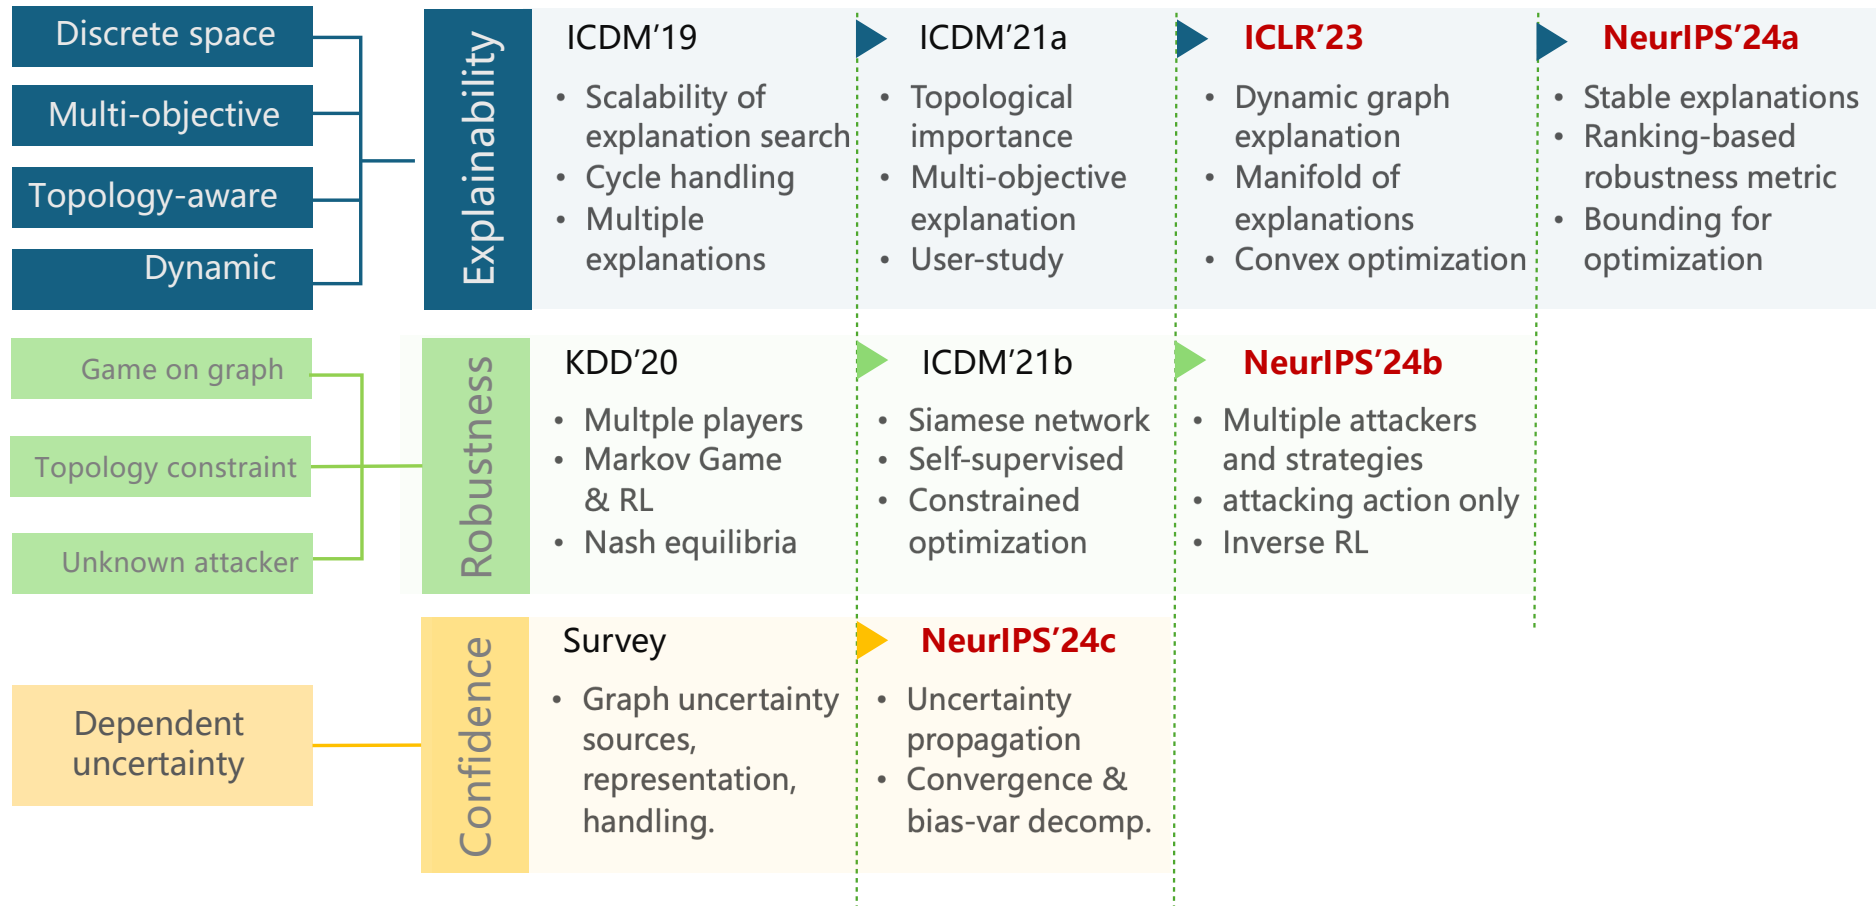 Discrete space
Multi-objective
Topology-aware
Dynamic
Explainability
ICDM’19
• Scalability of
explanation search
• Cycle handling
• Multiple
explanations
ICDM’21a
• Topological
importance
• Multi-objective
explanation
• User-study
ICLR’23
• Dynamic graph
explanation
• Manifold of
explanations
• Convex optimization
NeurIPS’24a
• Stable explanations
• Ranking-based
robustness metric
• Bounding for
optimization
Game on graph
Topology constraint
Unknown attacker
Robustness
KDD’20
• Multple players
• Markov Game
& RL
• Nash equilibria
ICDM’21b
• Siamese network
• Self-supervised
• Constrained
optimization
NeurIPS’24b
• Multiple attackers
and strategies
• attacking action only
• Inverse RL
Dependent
uncertainty
Confidence
Survey
• Graph uncertainty
sources,
representation,
handling.
NeurIPS’24c
• Uncertainty
propagation
• Convergence &
bias-var decomp.